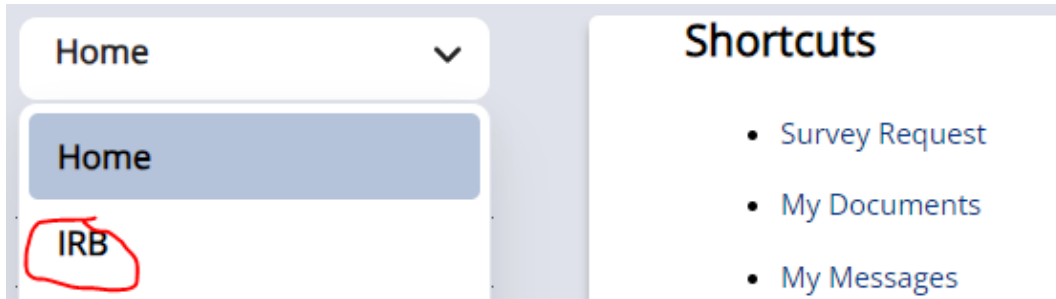 Home
Home
IRB
Shortcuts
• Survey Request
• My Documents
• My Messages